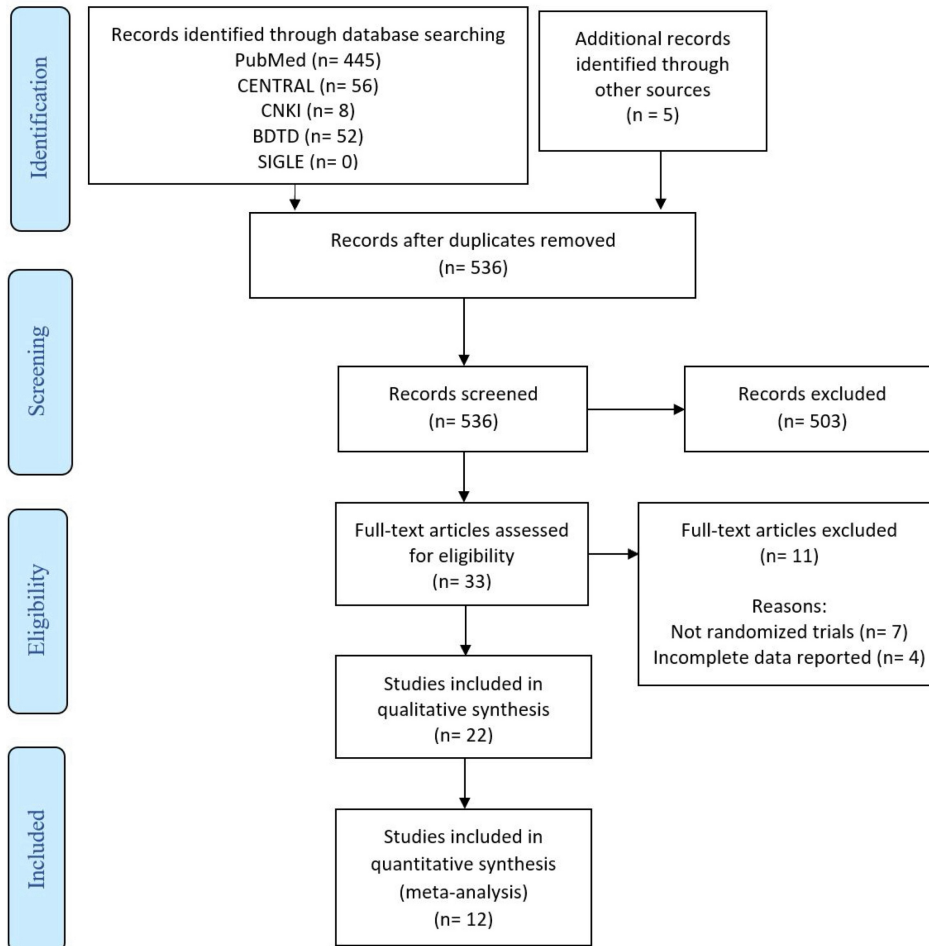 Identification
Records identified through database searching
PubMed (n= 445)
CENTRAL (n= 56)
CNKI (n= 8)
BDTD (n= 52)
SIGLE (n= 0)
Additional records
identified through
other sources
(n = 5)
Records after duplicates removed
(n= 536)
Screening
Records screened
(n= 536)
Records excluded
(n= 503)
Eligibility
Full-text articles assessed
for eligibility
(n= 33)
Full-text articles excluded
(n= 11)
Reasons:
Not randomized trials (n= 7)
Incomplete data reported (n= 4)
Studies included in
qualitative synthesis
(n= 22)
Included
Studies included in
quantitative synthesis
(meta-analysis)
(n= 12)